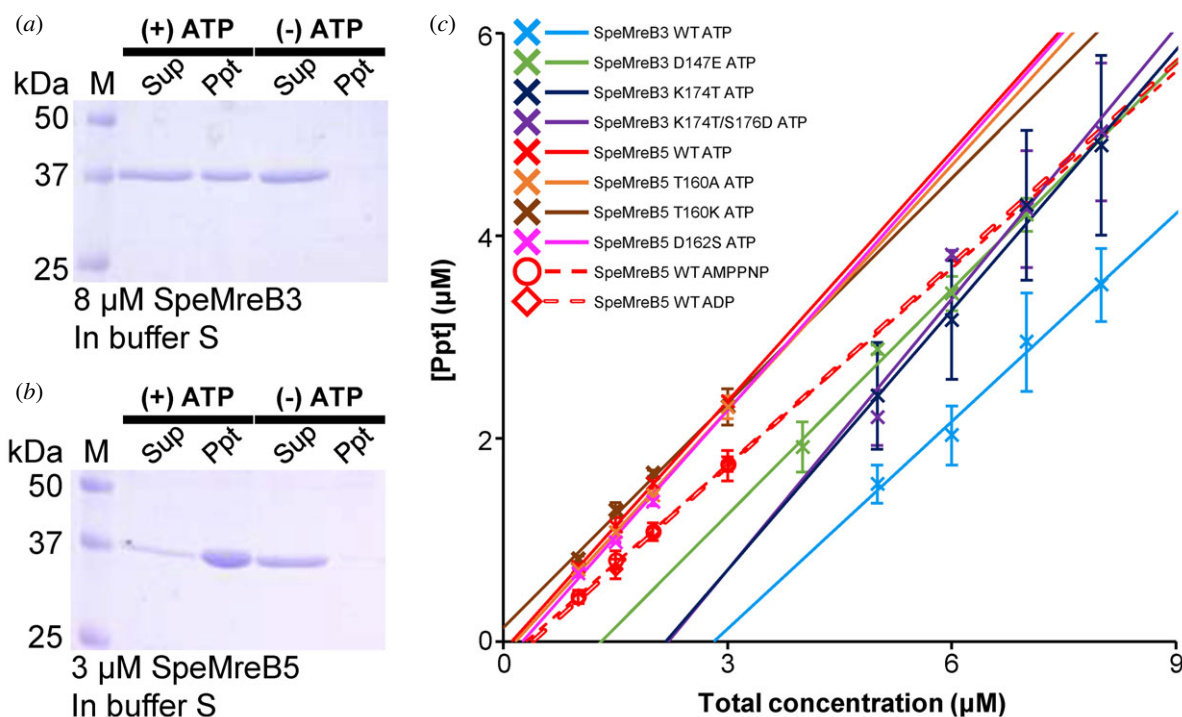 (a)
(+) ATP (-) ATP
kDa M Sup Ppt Sup Ppt
50
37
25
8 µM SpeMreB3
In buffer S
(b)
(+) ATP (-) ATP
kDa M Sup Ppt Sup Ppt
50
37
25
3 µM SpeMreB5
In buffer S
(c)
SpeMreB3 WT ATP
SpeMreB3 D147E ATP
SpeMreB3 K174T ATP
SpeMreB3 K174T/S176D ATP
SpeMreB5 WT ATP
SpeMreB5 T160A ATP
SpeMreB5 T160K ATP
SpeMreB5 D162S ATP
SpeMreB5 WT AMPPNP
SpeMreB5 WT ADP
[Ppt] (µM)
6
4
2
0
0 3 6 9
Total concentration (µM)